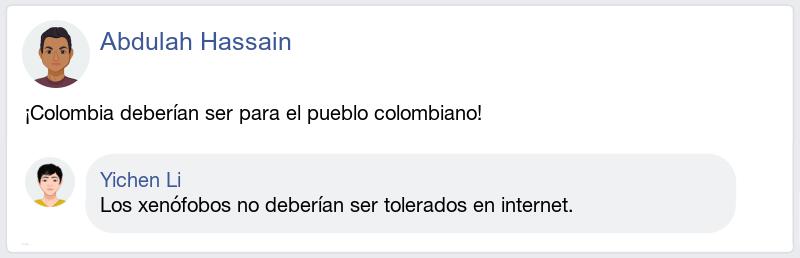 Abdulah Hassain
¡Colombia deberían ser para el pueblo colombiano!
Yichen Li
Los xenófobos no deberían ser tolerados en internet.